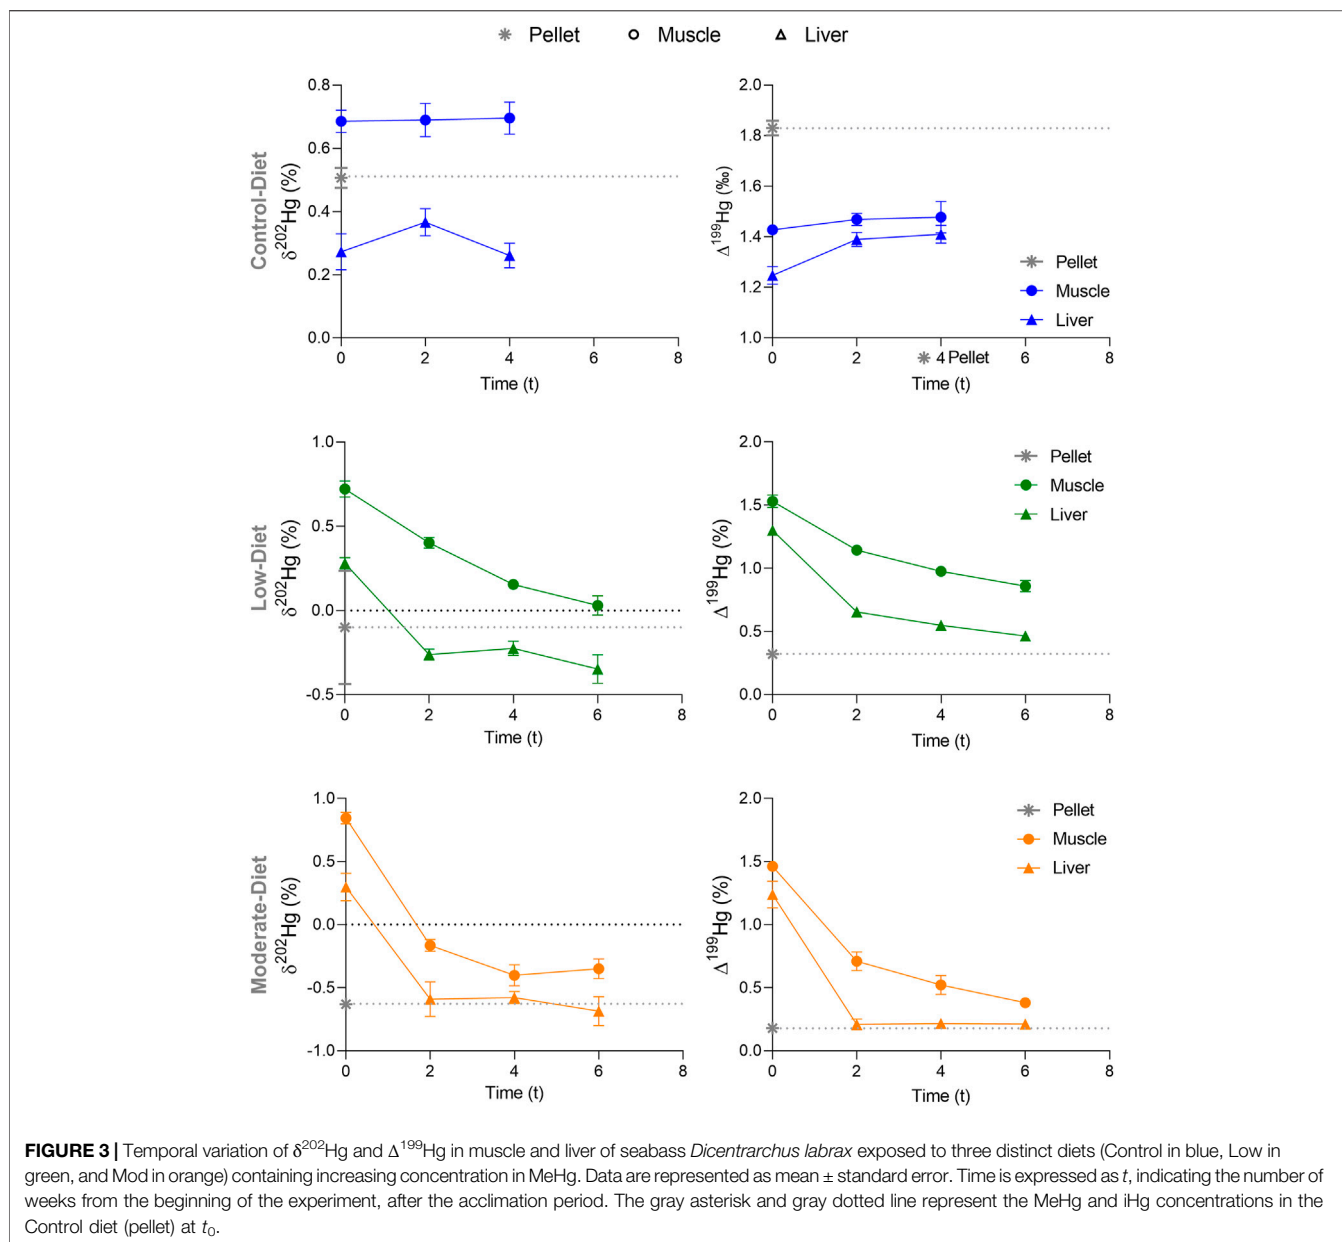 Pellet Muscle Liver
Control-Diet
δ²⁰²Hg (%)
0.8
0.6
0.4
0.2
0.0
0 2 4 6 8
Time (t)
Δ¹⁹⁹Hg (‰)
2.0
1.8
1.6
1.4
1.2
1.0
Pellet
Muscle
Liver
0 2 4 Pellet 6 8
Time (t)
Low-Diet
δ²⁰²Hg (%)
1.0
0.5
0.0
-0.5
0 2 4 6 8
Time (t)
Δ¹⁹⁹Hg (%)
2.0
1.5
1.0
0.5
0.0
Pellet
Muscle
Liver
0 2 4 6 8
Time (t)
Moderate-Diet
δ²⁰²Hg (%)
1.0
0.5
0.0
-0.5
-1.0
0 2 4 6 8
Time (t)
Δ¹⁹⁹Hg (%)
2.0
1.5
1.0
0.5
0.0
Pellet
Muscle
Liver
0 2 4 6 8
Time (t)
FIGURE 3 | Temporal variation of δ²⁰²Hg and Δ¹⁹⁹Hg in muscle and liver of seabass Dicentrarchus labrax exposed to three distinct diets (Control in blue, Low in
green, and Mod in orange) containing increasing concentration in MeHg. Data are represented as mean ± standard error. Time is expressed as t, indicating the number of
weeks from the beginning of the experiment, after the acclimation period. The gray asterisk and gray dotted line represent the MeHg and iHg concentrations in the
Control diet (pellet) at t₀.